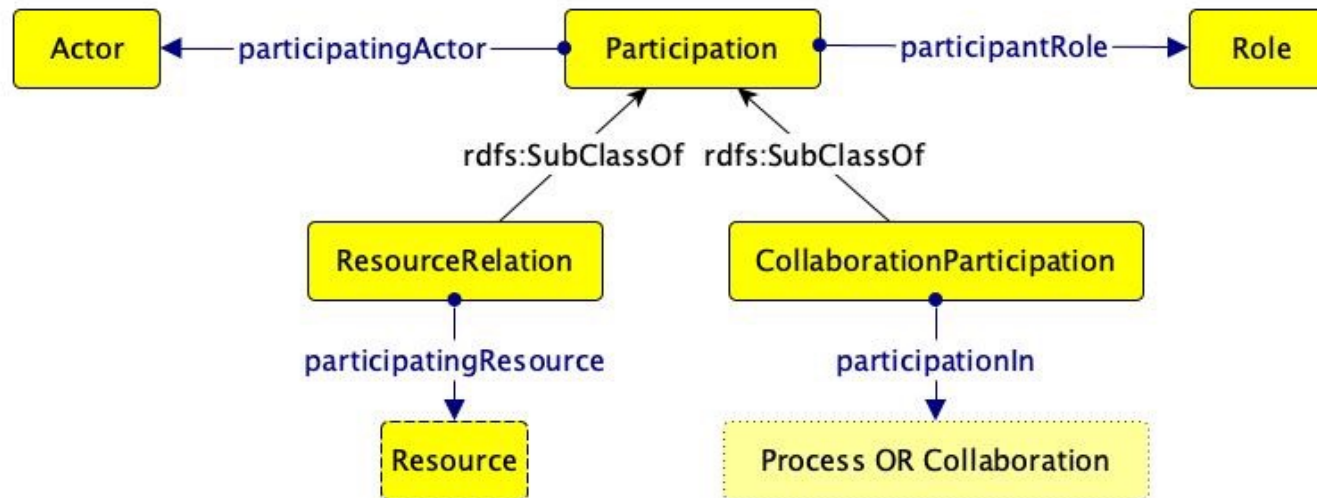 Actor
participatingActor
Participation
participantRole
Role
rdfs:SubClassOf
rdfs:SubClassOf
ResourceRelation
CollaborationParticipation
participatingResource
participationIn
Resource
Process OR Collaboration